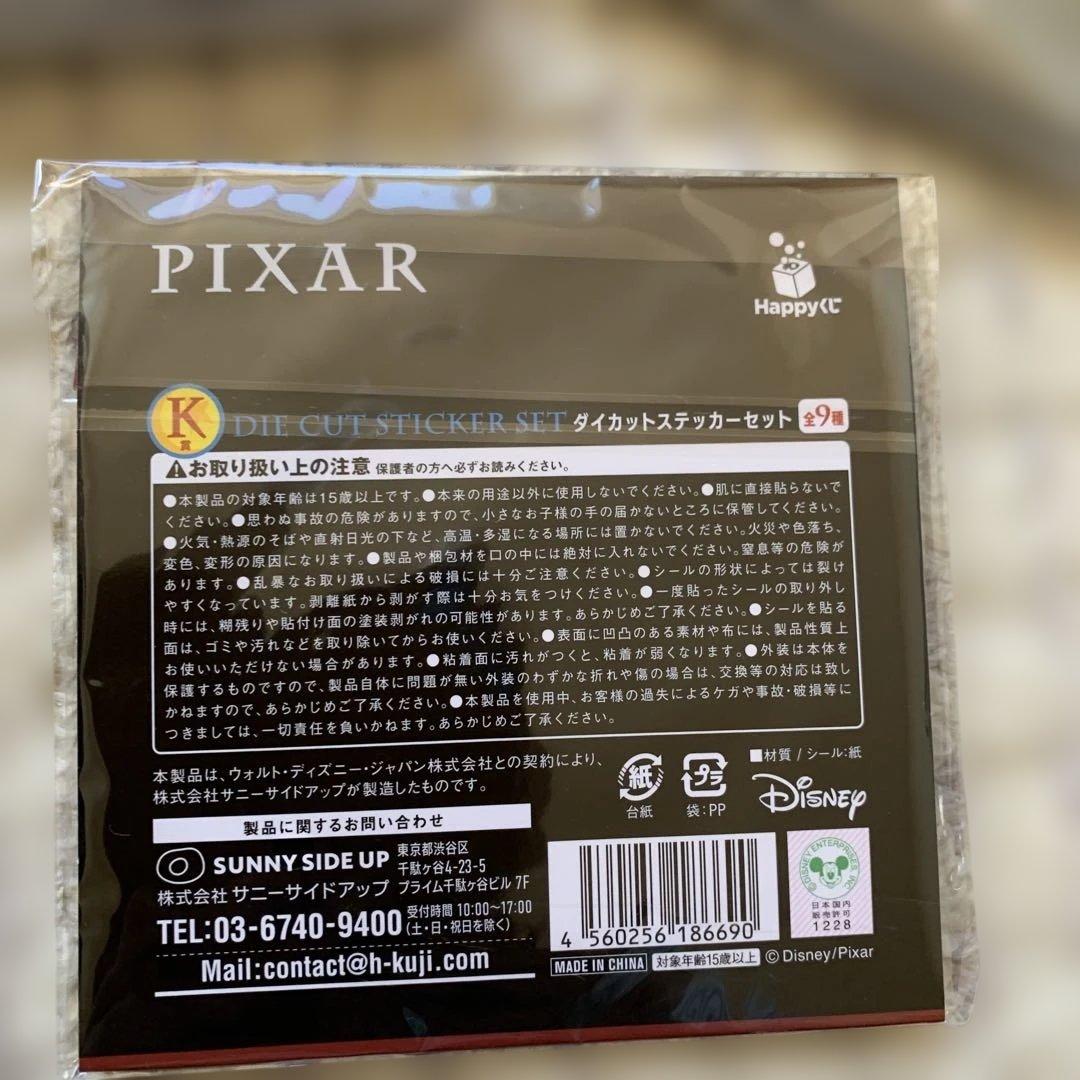 PIXAR
Happyくじ
K賞 DIE CUT STICKER SET ダイカットステッカーセット 全9種
⚠お取り扱い上の注意 保護者の方へ必ずお読みください。
●本製品の対象年齢は15歳以上です。●本来の用途以外に使用しないでください。●肌に直接貼らないで
ください。●思わぬ事故の危険がありますので、小さなお子様の手の届かないところに保管してください。
●火気・熱源のそばや直射日光の下など、高温・多湿になる場所には置かないでください。火災や色落ち、
変色、変形の原因になります。●製品や梱包材を口の中には絶対に入れないでください。窒息等の危険が
あります。●乱暴なお取り扱いによる破損には十分ご注意ください。●シールの形状によっては裂け
やすくなっています。剥離紙から剥がす際は十分お気をつけください。●一度貼ったシールの取り外し
時には、糊残りや貼付け面の塗装剥がれの可能性があります。あらかじめご了承ください。●シールを貼る
面は、ゴミや汚れなどを取り除いてからお使いください。●表面に凹凸のある素材や布には、製品性質上
お使いいただけない場合があります。●粘着面に汚れがつくと、粘着が弱くなります。●外装は本体を
保護するものですので、製品自体に問題が無い外装のわずかな折れや傷の場合は、交換等の対応は致し
かねますので、あらかじめご了承ください。●本製品を使用中、お客様の過失によるケガや事故・破損等に
つきましては、一切責任を負いかねます。あらかじめご了承ください。
本製品は、ウォルト・ディズニー・ジャパン株式会社との契約により、
株式会社サニーサイドアップが製造したものです。
紙
台紙
プラ
袋:PP
■材質 / シール:紙
Disney
製品に関するお問い合わせ
SUNNY SIDE UP
株式会社 サニーサイドアップ
東京都渋谷区
千駄ヶ谷4-23-5
プライム千駄ヶ谷ビル 7F
TEL:03-6740-9400 受付時間 10:00〜17:00
(土・日・祝日を除く)
Mail:contact@h-kuji.com
4 560256 186690
MADE IN CHINA
対象年齢15歳以上
©DISNEY ENTERPRISES, INC
日本国内
販売許可
1228
© Disney/Pixar